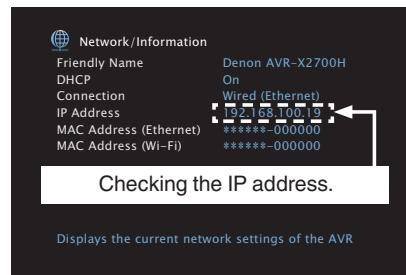 Network/Information
Friendly Name Denon AVR-X2700H
DHCP On
Connection Wired (Ethernet)
IP Address 192.168.100.19
MAC Address (Ethernet) ******-000000
MAC Address (Wi-Fi) ******-000000
Checking the IP address.
Displays the current network settings of the AVR